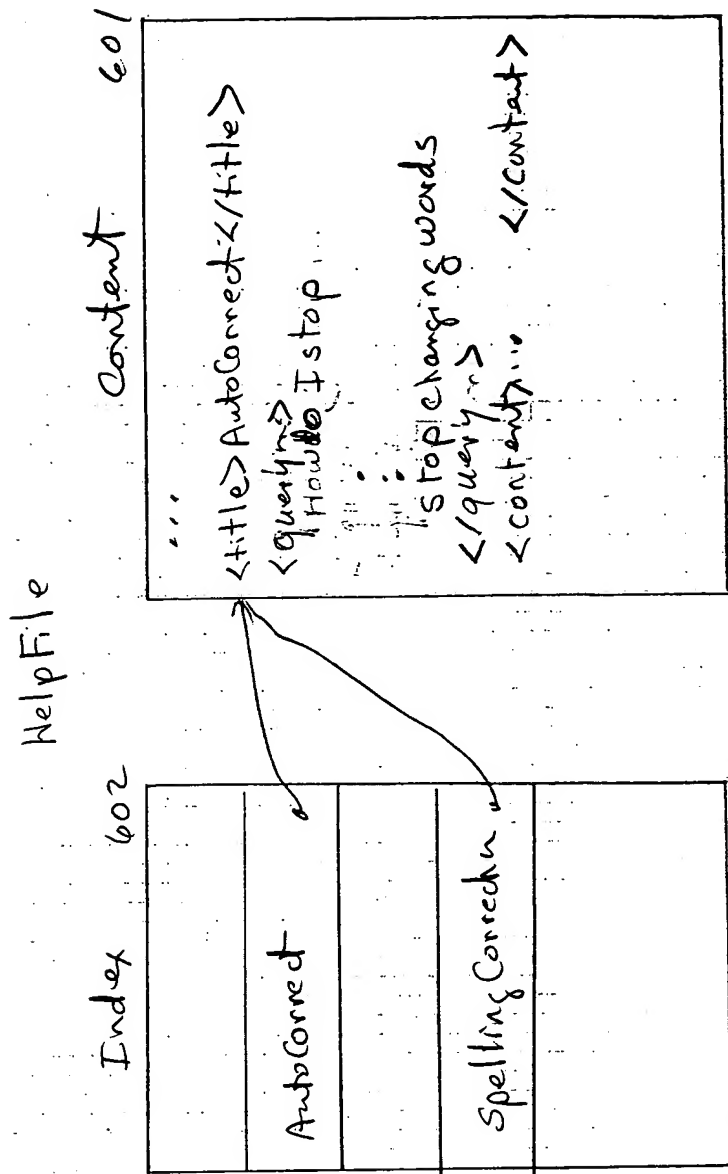 HelpFile
Index 602
AutoCorrect
Spelling Correctn
Content 601
...
<title>AutoCorrect</title>
<query~>
How do I stop...
stop changing words
</query~>
<content>... </content>